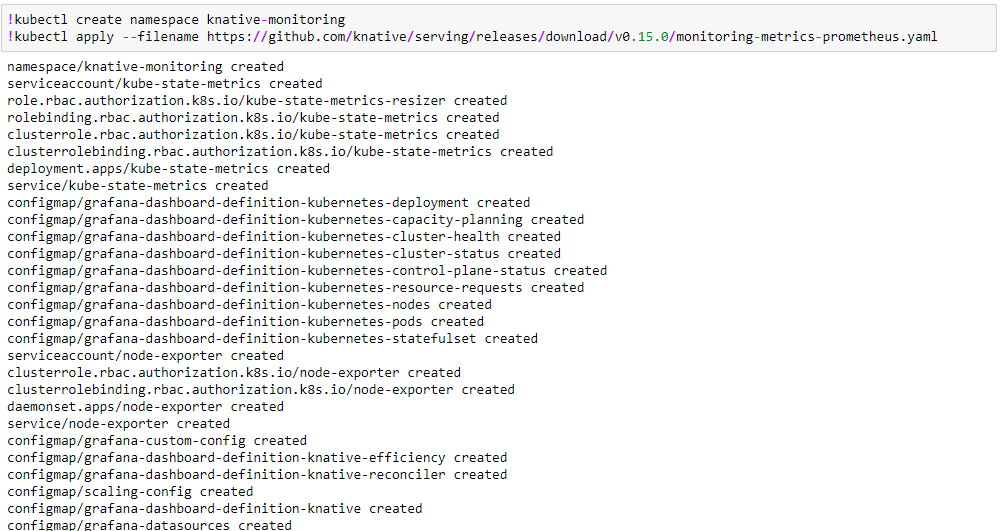 !kubectl create namespace knative-monitoring
!kubectl apply --filename https://github.com/knative/serving/releases/download/v0.15.0/monitoring-metrics-prometheus.yaml
namespace/knative-monitoring created
serviceaccount/kube-state-metrics created
role.rbac.authorization.k8s.io/kube-state-metrics-resizer created
rolebinding.rbac.authorization.k8s.io/kube-state-metrics created
clusterrole.rbac.authorization.k8s.io/kube-state-metrics created
clusterrolebinding.rbac.authorization.k8s.io/kube-state-metrics created
deployment.apps/kube-state-metrics created
service/kube-state-metrics created
configmap/grafana-dashboard-definition-kubernetes-deployment created
configmap/grafana-dashboard-definition-kubernetes-capacity-planning created
configmap/grafana-dashboard-definition-kubernetes-cluster-health created
configmap/grafana-dashboard-definition-kubernetes-cluster-status created
configmap/grafana-dashboard-definition-kubernetes-control-plane-status created
configmap/grafana-dashboard-definition-kubernetes-resource-requests created
configmap/grafana-dashboard-definition-kubernetes-nodes created
configmap/grafana-dashboard-definition-kubernetes-pods created
configmap/grafana-dashboard-definition-kubernetes-statefulset created
serviceaccount/node-exporter created
clusterrole.rbac.authorization.k8s.io/node-exporter created
clusterrolebinding.rbac.authorization.k8s.io/node-exporter created
daemonset.apps/node-exporter created
service/node-exporter created
configmap/grafana-custom-config created
configmap/grafana-dashboard-definition-knative-efficiency created
configmap/grafana-dashboard-definition-knative-reconciler created
configmap/scaling-config created
configmap/grafana-dashboard-definition-knative created
configmap/grafana-datasources created